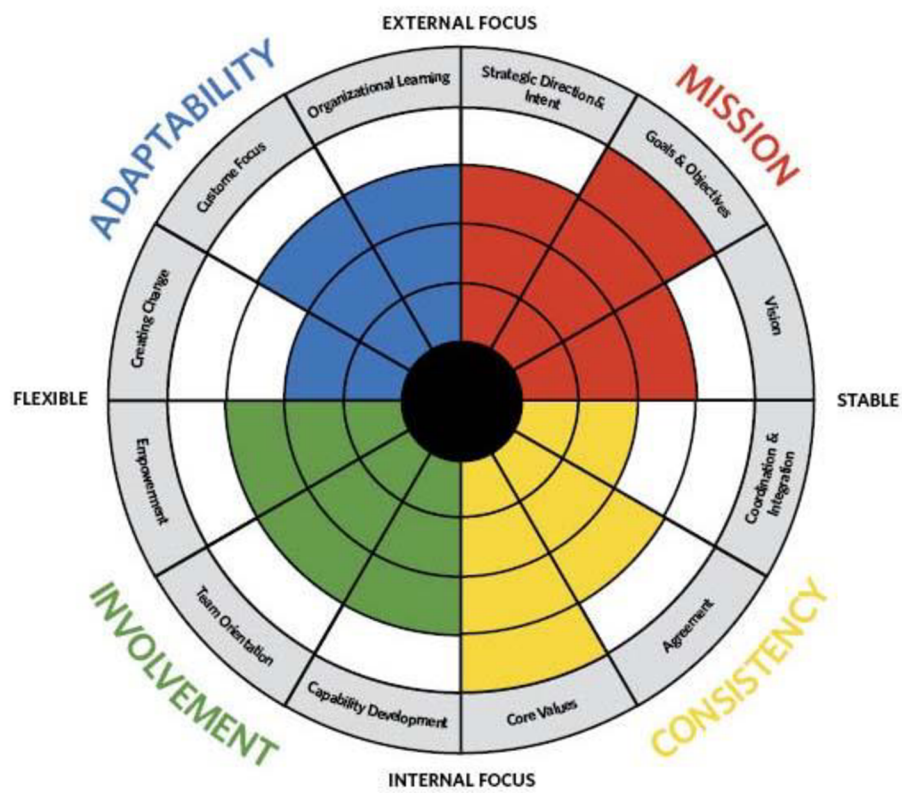 EXTERNAL FOCUS
ADAPTABILITY
MISSION
Organizational Learning
Strategic Direction &
Intent
Custome Focus
Goals & Objectives
Creating Change
Vision
FLEXIBLE
STABLE
Empowerment
Coordination &
Integration
Team Orientation
Agreement
Capability Development
Core Values
INVOLVEMENT
CONSISTENCY
INTERNAL FOCUS